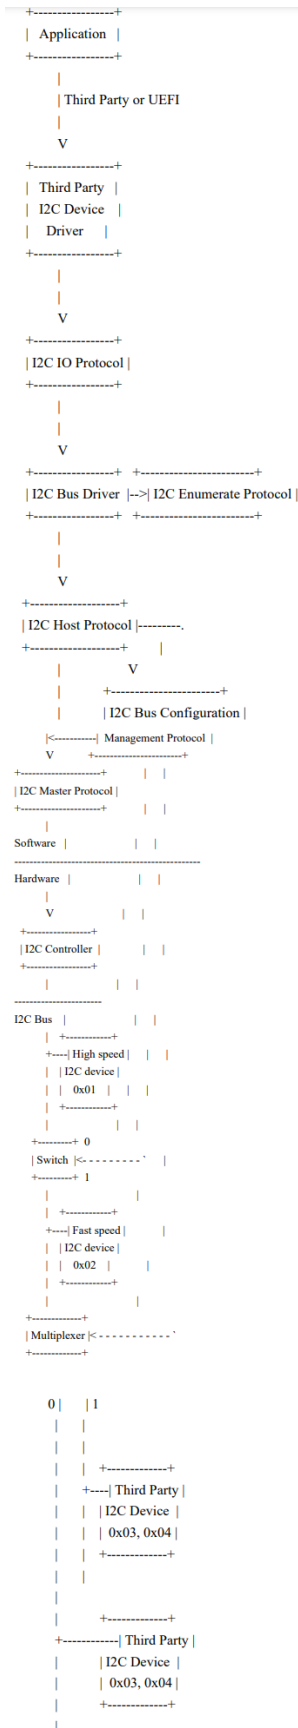 +-----------------+
| Application |
+-----------------+
|
| Third Party or UEFI
|
V
+-----------------+
| Third Party |
| I2C Device |
| Driver |
+-----------------+
|
|
V
+-----------------+
| I2C IO Protocol |
+-----------------+
|
|
V
+-----------------+ +-----------------------+
| I2C Bus Driver |-->| I2C Enumerate Protocol |
+-----------------+ +-----------------------+
|
|
V
+-------------------+
| I2C Host Protocol |---------.
+-------------------+ |
| V
| +-----------------------+
| | I2C Bus Configuration |
|<-----------| Management Protocol |
V +-----------------------+
+---------------------+ | |
| I2C Master Protocol |
+---------------------+ | |
|
Software | | |
--------------------------------------------------
Hardware | | |
|
V | |
+-----------------+
| I2C Controller | | |
+-----------------+
| | |
-----------------------
I2C Bus | | |
| +------------+
+----| High speed | | |
| | I2C device |
| | 0x01 | | |
| +------------+
| | |
+---------+ 0
| Switch |<- - - - - - - - - ` |
+---------+ 1
| |
| +------------+
+----| Fast speed | |
| | I2C device |
| | 0x02 | |
| +------------+
| |
+-------------+
| Multiplexer |< - - - - - - - - - - - `
+-------------+
0 | | 1
| |
| |
| | +-------------+
| +----| Third Party |
| | | I2C Device |
| | | 0x03, 0x04 |
| | +-------------+
| |
|
| +-------------+
+------------| Third Party |
| | I2C Device |
| | 0x03, 0x04 |
| +-------------+
|